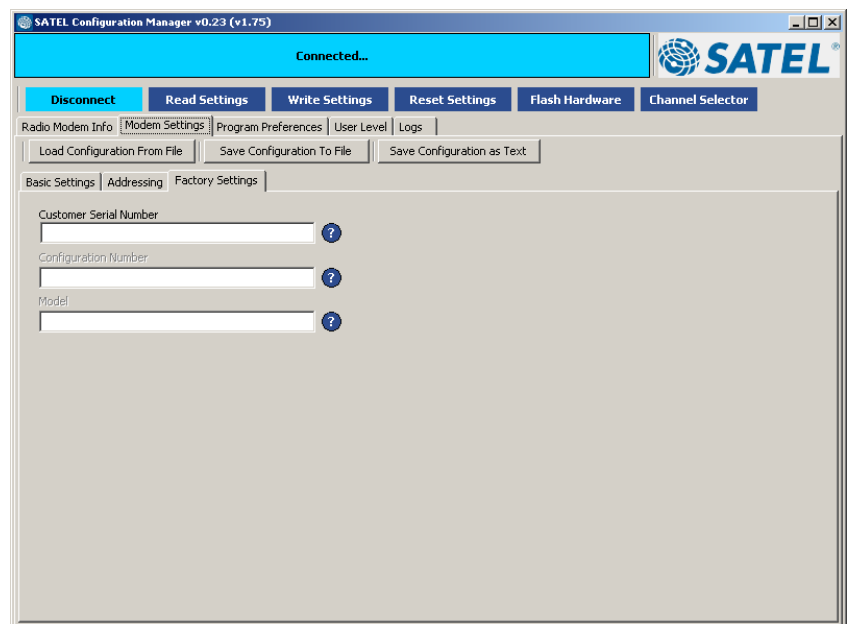 SATEL Configuration Manager v0.23 (v1.75)
Connected...
SATEL®
Disconnect Read Settings Write Settings Reset Settings Flash Hardware Channel Selector
Radio Modem Info Modem Settings Program Preferences User Level Logs
Load Configuration From File Save Configuration To File Save Configuration as Text
Basic Settings Addressing Factory Settings
Customer Serial Number
?
Configuration Number
?
Model
?